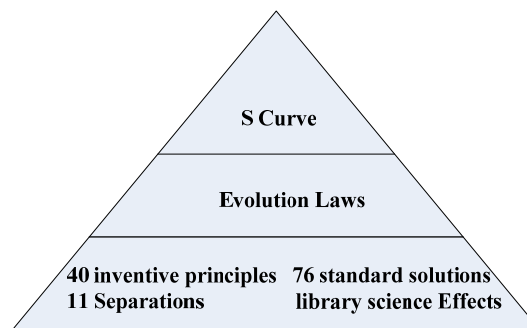 S Curve
Evolution Laws
40 inventive principles 76 standard solutions
11 Separations library science Effects